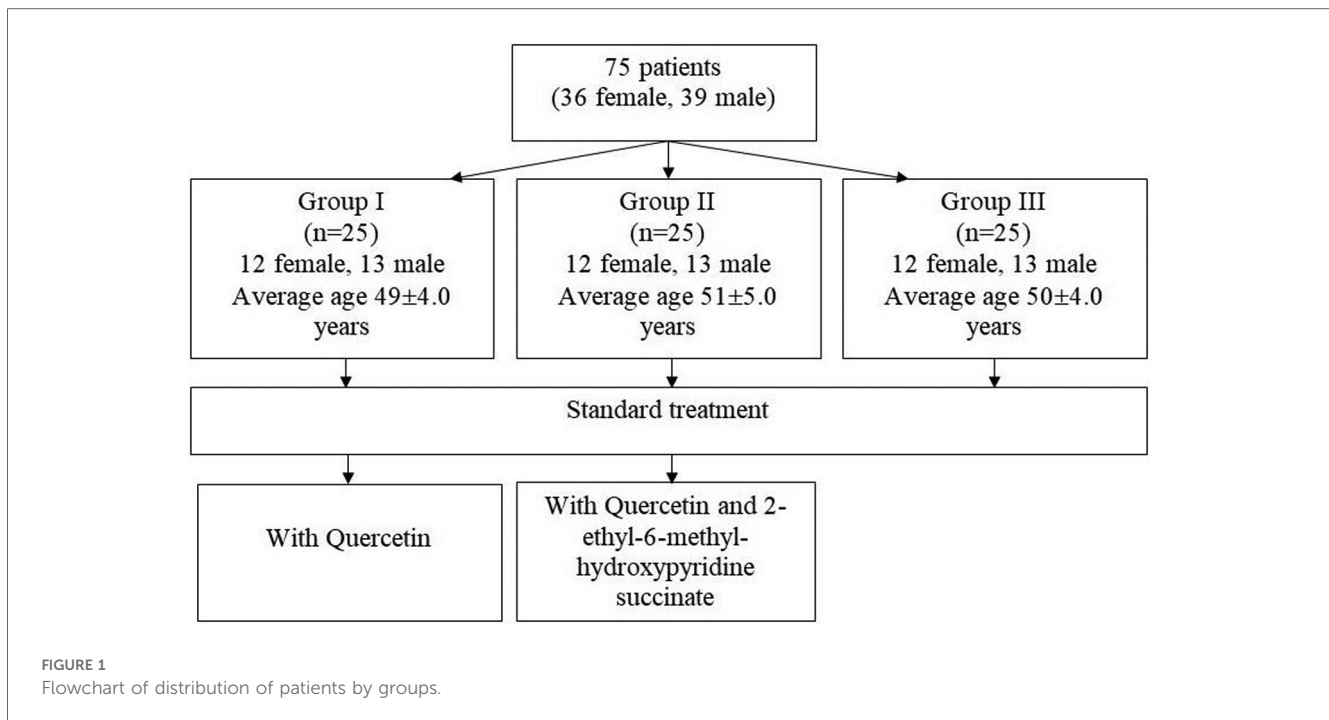 75 patients
(36 female, 39 male)
Group I
(n=25)
12 female, 13 male
Average age 49±4.0
years
Group II
(n=25)
12 female, 13 male
Average age 51±5.0
years
Group III
(n=25)
12 female, 13 male
Average age 50±4.0
years
Standard treatment
With Quercetin
With Quercetin and 2-
ethyl-6-methyl-
hydroxypyridine
succinate
FIGURE 1
Flowchart of distribution of patients by groups.